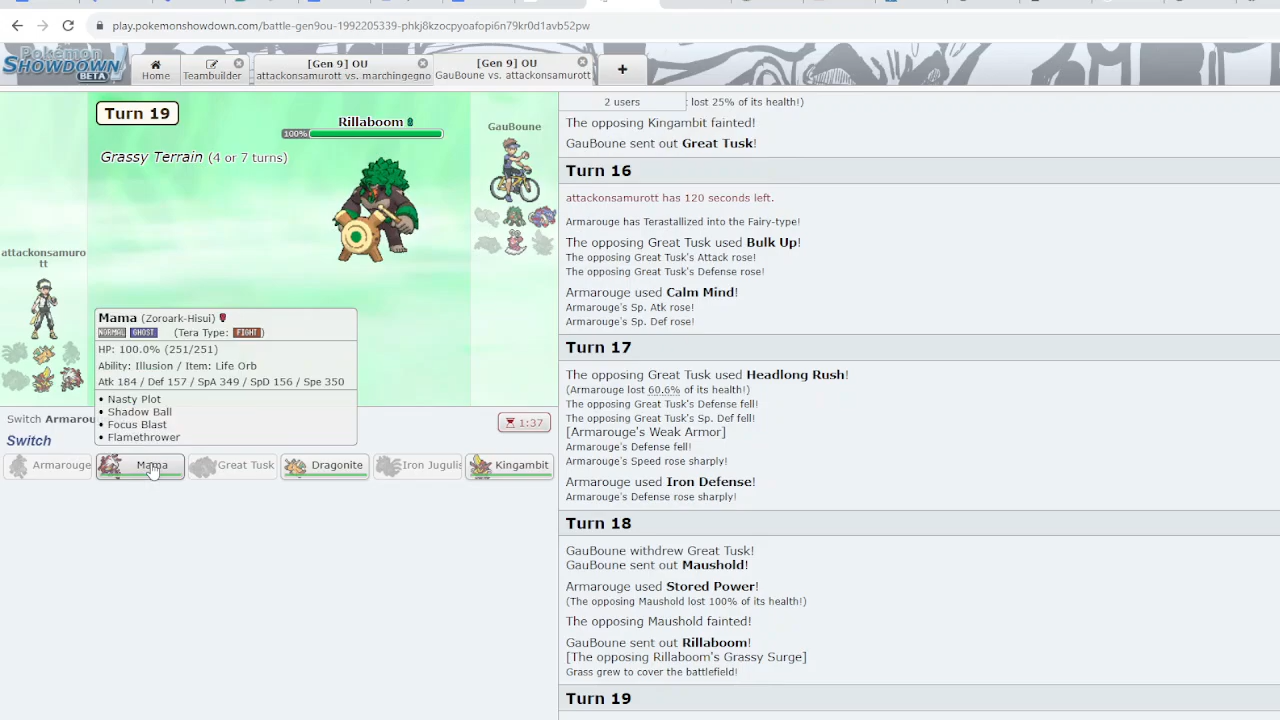 play.pokemonshowdown.com/battle-gen9ou-1992205339-phkj8kzocpyoafopi6n79kr0d1avb52pw
Pokémon
SHOWDOWN!
BETA
Home
Teambuilder
[Gen 9] OU
attackonsamurott vs. marchingegno
[Gen 9] OU
GauBoune vs. attackonsamurott
+
Turn 19
Grassy Terrain (4 or 7 turns)
Rillaboom
100%
GauBoune
attackonsamuro
tt
Mama (Zoroark-Hisui)
NORMAL GHOST (Tera Type: FIGHT)
HP: 100.0% (251/251)
Ability: Illusion / Item: Life Orb
Atk 184 / Def 157 / SpA 349 / SpD 156 / Spe 350
• Nasty Plot
• Shadow Ball
• Focus Blast
• Flamethrower
Switch Armarou
1:37
Switch
Armarouge
Mama
Great Tusk
Dragonite
Iron Jugulis
Kingambit
2 users
lost 25% of its health!)
The opposing Kingambit fainted!
GauBoune sent out Great Tusk!
Turn 16
attackonsamurott has 120 seconds left.
Armarouge has Terastallized into the Fairy-type!
The opposing Great Tusk used Bulk Up!
The opposing Great Tusk's Attack rose!
The opposing Great Tusk's Defense rose!
Armarouge used Calm Mind!
Armarouge's Sp. Atk rose!
Armarouge's Sp. Def rose!
Turn 17
The opposing Great Tusk used Headlong Rush!
(Armarouge lost 60.6% of its health!)
The opposing Great Tusk's Defense fell!
The opposing Great Tusk's Sp. Def fell!
[Armarouge's Weak Armor]
Armarouge's Defense fell!
Armarouge's Speed rose sharply!
Armarouge used Iron Defense!
Armarouge's Defense rose sharply!
Turn 18
GauBoune withdrew Great Tusk!
GauBoune sent out Maushold!
Armarouge used Stored Power!
(The opposing Maushold lost 100% of its health!)
The opposing Maushold fainted!
GauBoune sent out Rillaboom!
[The opposing Rillaboom's Grassy Surge]
Grass grew to cover the battlefield!
Turn 19